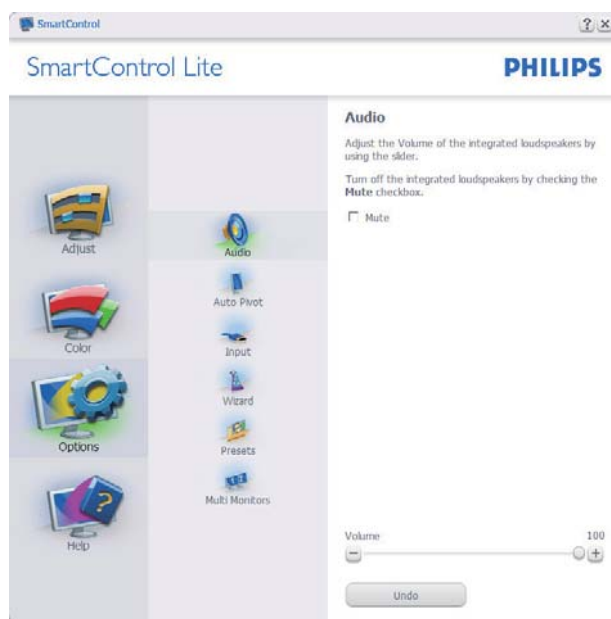 SmartControl
SmartControl Lite
PHILIPS
Adjust
Color
Options
Help
Audio
Auto Pivot
Input
Wizard
Presets
Multi Monitors
Audio
Adjust the Volume of the integrated loudspeakers by
using the slider.
Turn off the integrated loudspeakers by checking the
Mute checkbox.
Mute
Volume 100
Undo